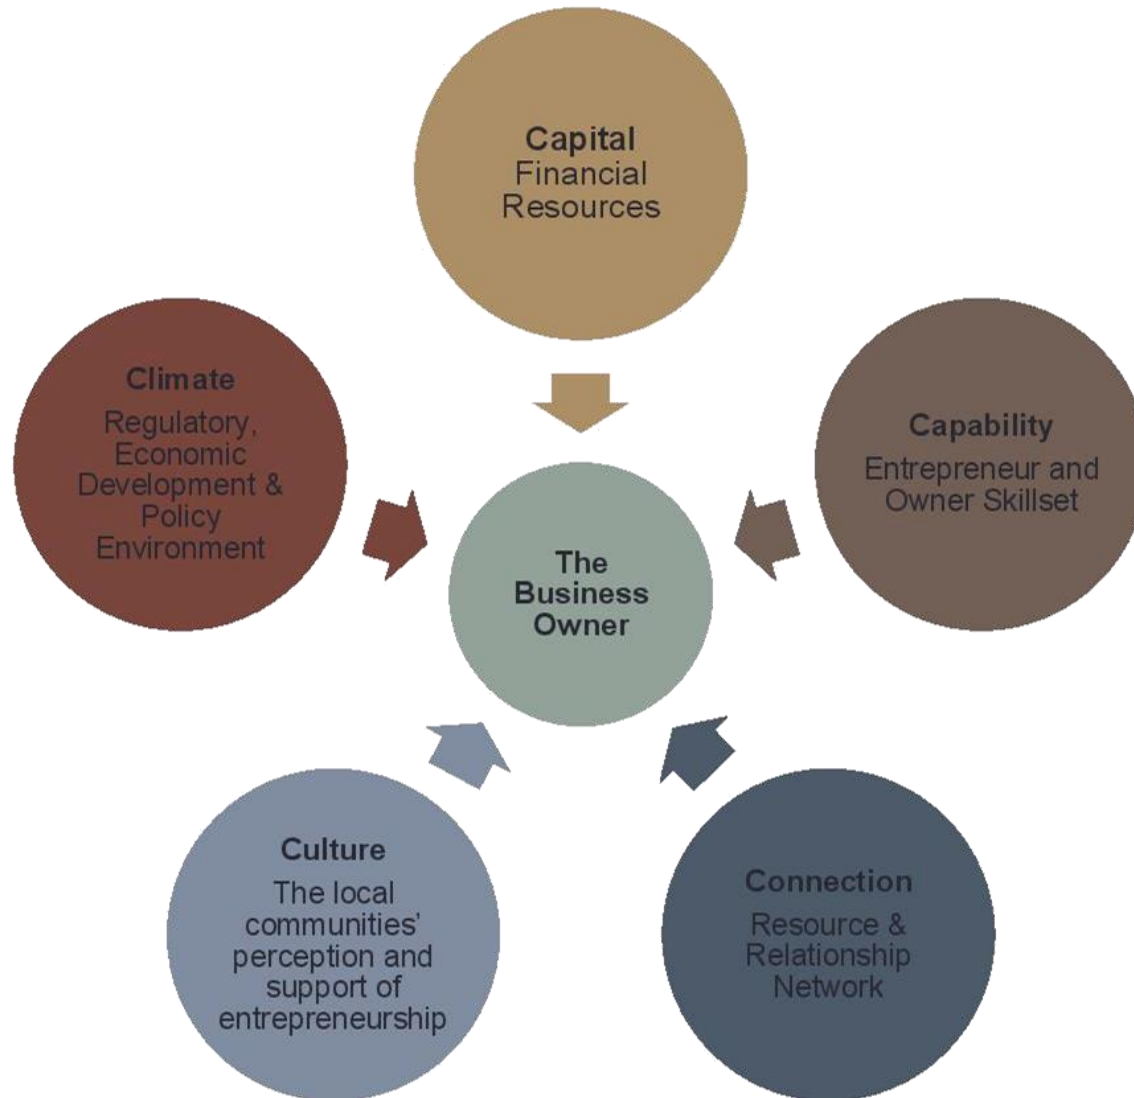 Capital
Financial
Resources
Climate
Regulatory,
Economic
Development &
Policy
Environment
Capability
Entrepreneur and
Owner Skillset
The
Business
Owner
Culture
The local
communities’
perception and
support of
entrepreneurship
Connection
Resource &
Relationship
Network